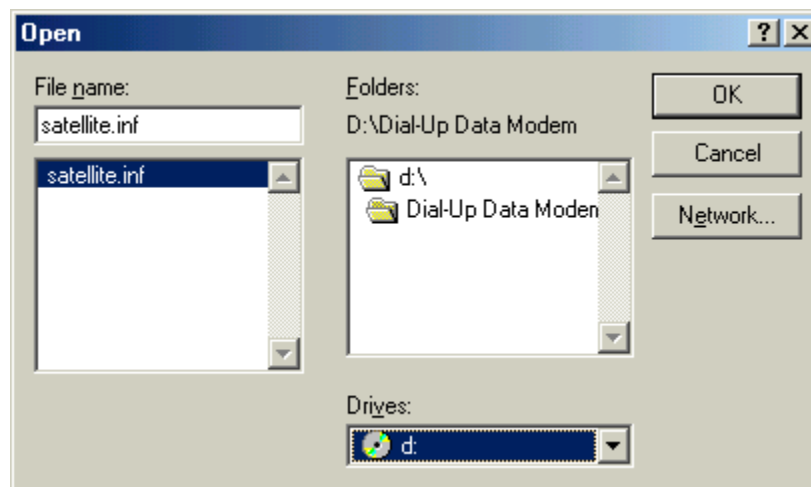 Open
File name:
satellite.inf
satellite.inf
Folders:
D:\Dial-Up Data Modem
d:\
Dial-Up Data Modem
Drives:
d:
OK
Cancel
Network...